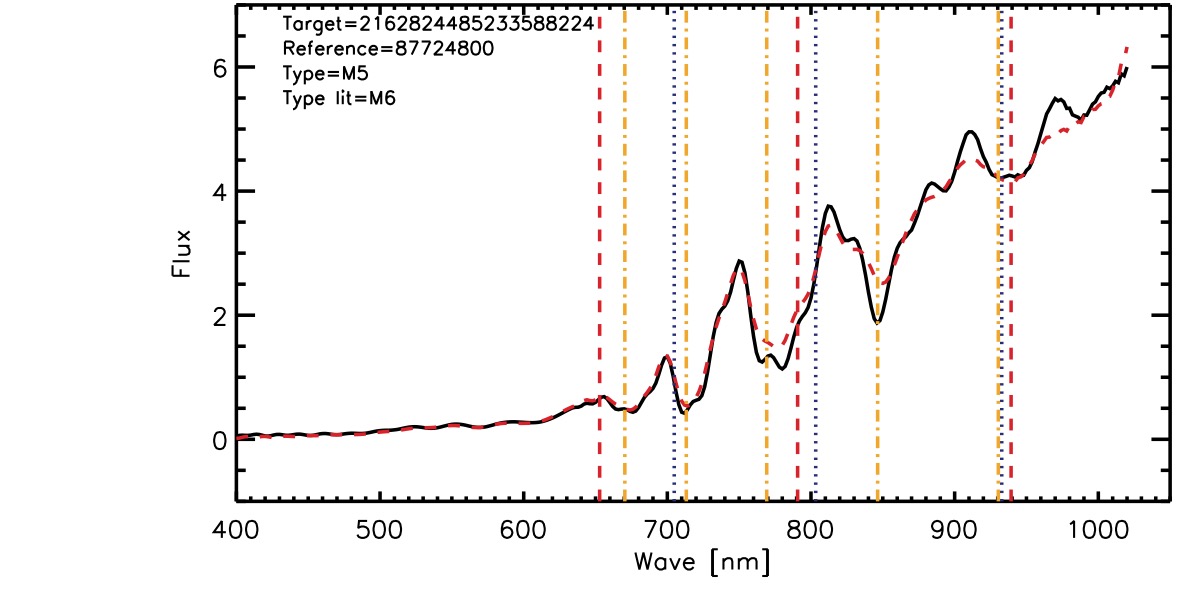 Target=2162824485233588224
Reference=87724800
Type=M5
Type lit=M6
6
4
2
0
Flux
400 500 600 700 800 900 1000
Wave [nm]